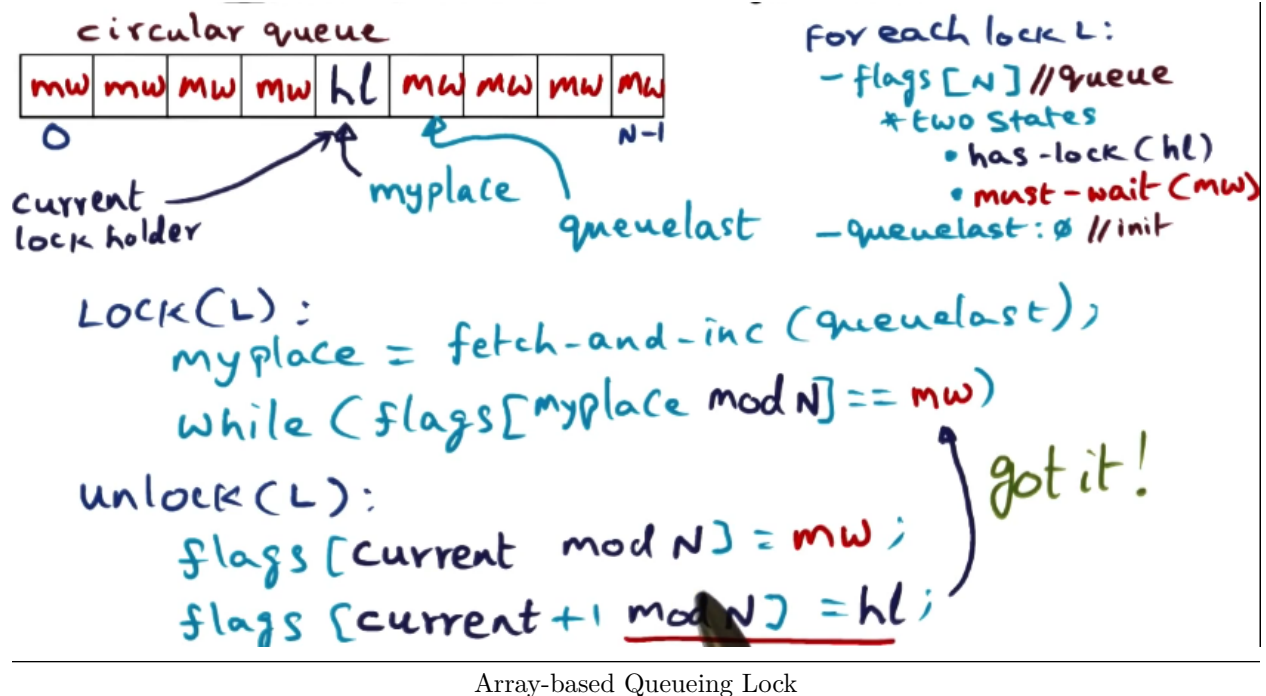 circular queue
mw mw mw mw hl mw mw mw mw
0 N-1
current
lock holder
myplace
queuelast
For each lock L:
- flags [N] //queue
* two states
• has-lock (hl)
• must-wait (mw)
- queuelast: 0 //init
LOCK(L):
myplace = fetch-and-inc (queuelast);
while (flags[myplace mod N] == mw)
unlock(L):
flags [current mod N] = mw;
flags [current+1 mod N] = hl;
got it!
Array-based Queueing Lock